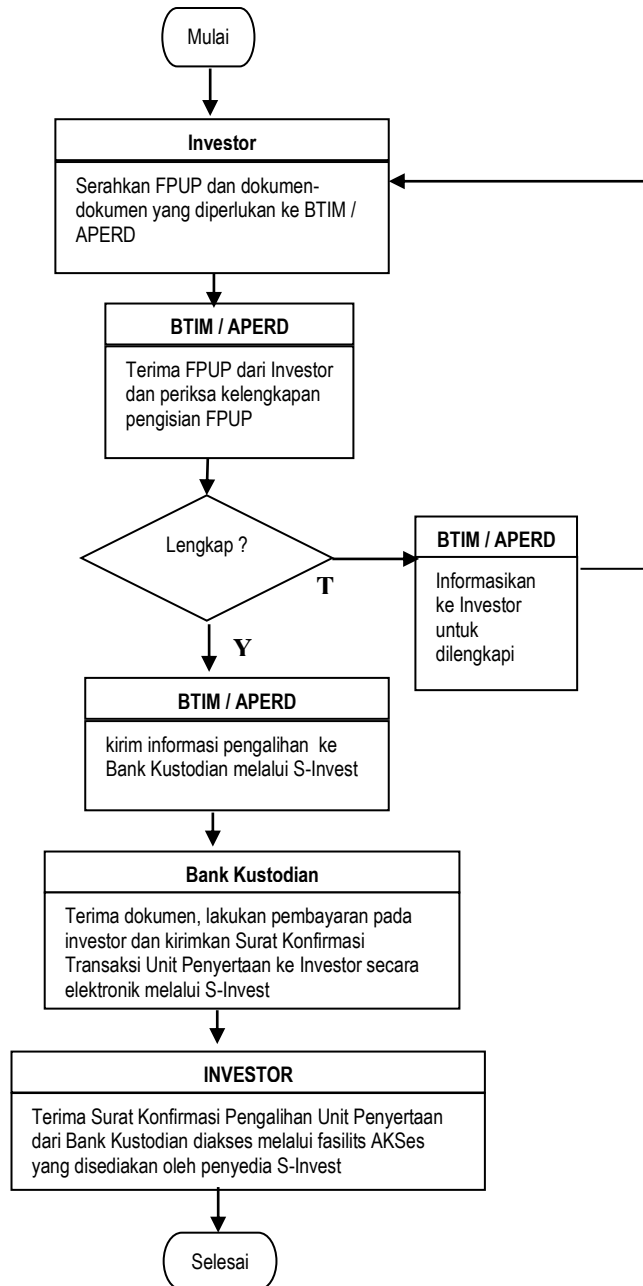 Mulai
Investor
Serahkan FPUP dan dokumen-
dokumen yang diperlukan ke BTIM /
APERD
BTIM / APERD
Terima FPUP dari Investor
dan periksa kelengkapan
pengisian FPUP
Lengkap ?
T
BTIM / APERD
Informasikan
ke Investor
untuk
dilengkapi
Y
BTIM / APERD
kirim informasi pengalihan ke
Bank Kustodian melalui S-Invest
Bank Kustodian
Terima dokumen, lakukan pembayaran pada
investor dan kirimkan Surat Konfirmasi
Transaksi Unit Penyertaan ke Investor secara
elektronik melalui S-Invest
INVESTOR
Terima Surat Konfirmasi Pengalihan Unit Penyertaan
dari Bank Kustodian diakses melalui fasilits AKSes
yang disediakan oleh penyedia S-Invest
Selesai